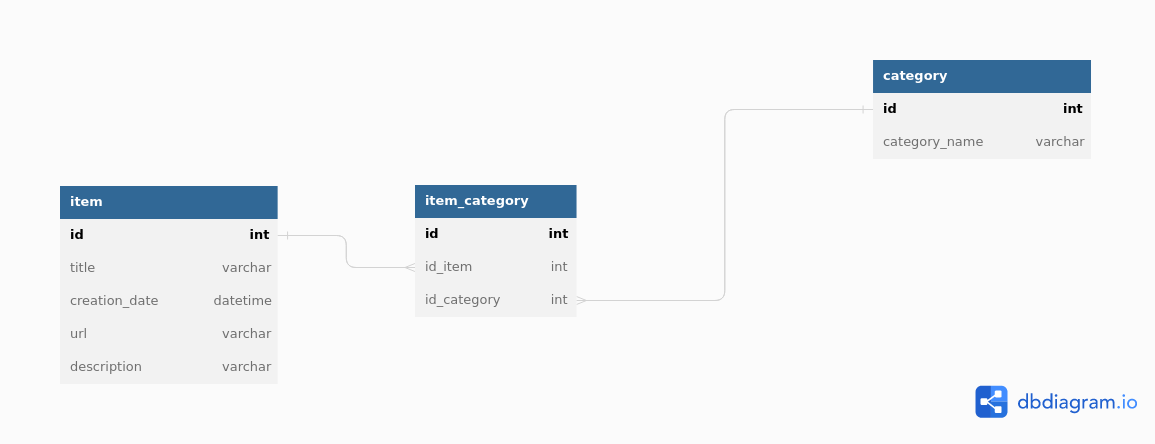 category
id int
category_name varchar
item
id int
title varchar
creation_date datetime
url varchar
description varchar
item_category
id int
id_item int
id_category int
dbdiagram.io